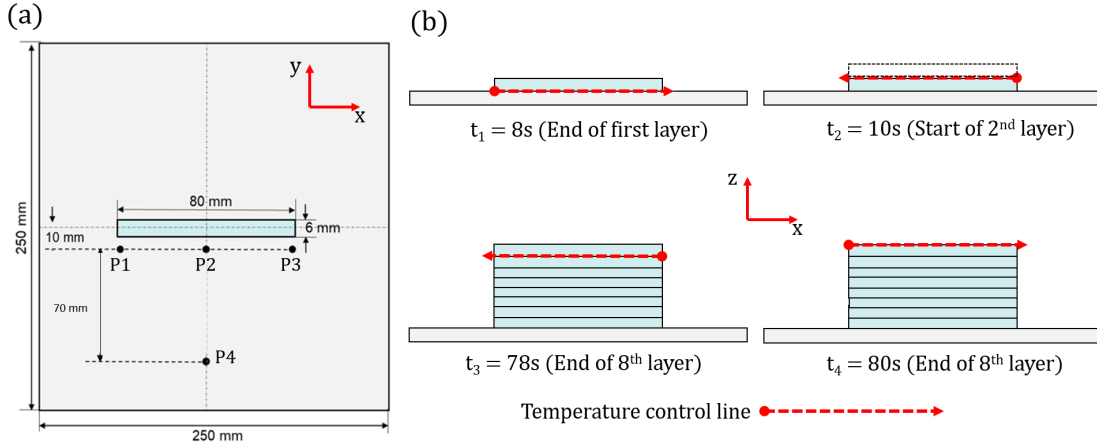 (a)
y
x
80 mm
6 mm
10 mm
250 mm
P1
P2
P3
70 mm
P4
250 mm
(b)
t₁ = 8s (End of first layer)
t₂ = 10s (Start of 2ⁿᵈ layer)
z
x
t₃ = 78s (End of 8ᵗʰ layer)
t₄ = 80s (End of 8ᵗʰ layer)
Temperature control line